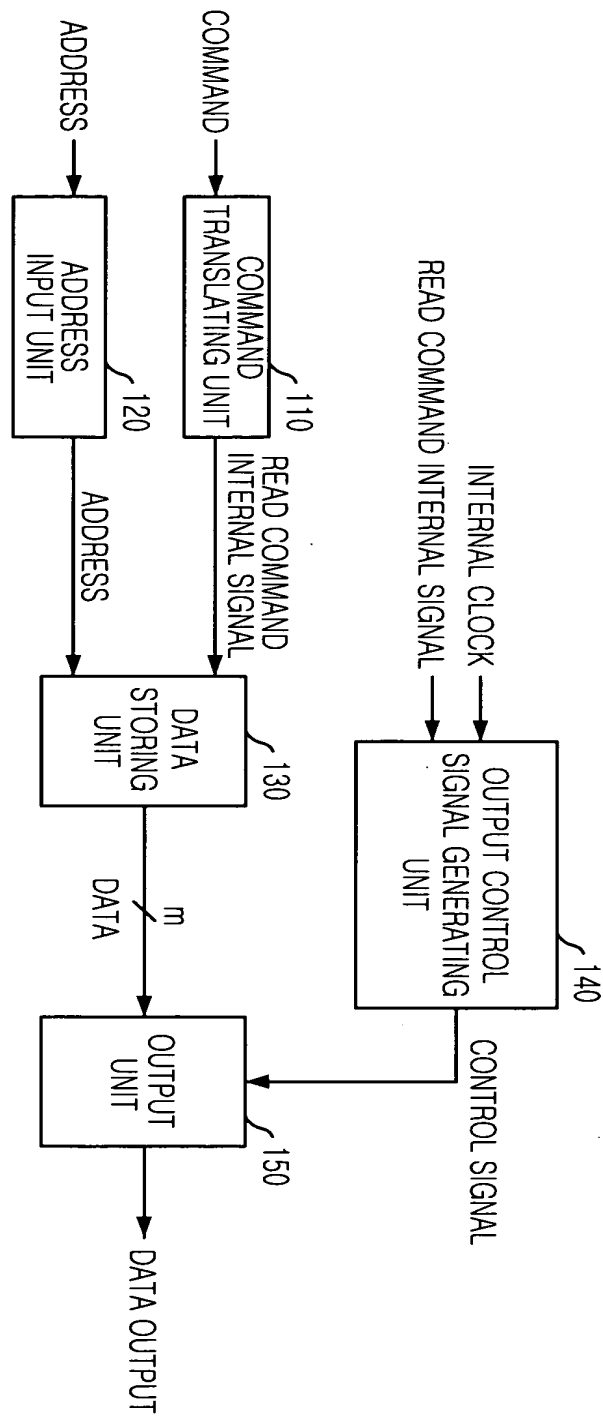 INTERNAL CLOCK
READ COMMAND INTERNAL SIGNAL
OUTPUT CONTROL
SIGNAL GENERATING
UNIT
140
CONTROL SIGNAL
COMMAND
COMMAND
TRANSLATING UNIT
110
READ COMMAND
INTERNAL SIGNAL
ADDRESS
ADDRESS
INPUT UNIT
120
ADDRESS
DATA
STORING
UNIT
130
m
DATA
OUTPUT
UNIT
150
DATA OUTPUT